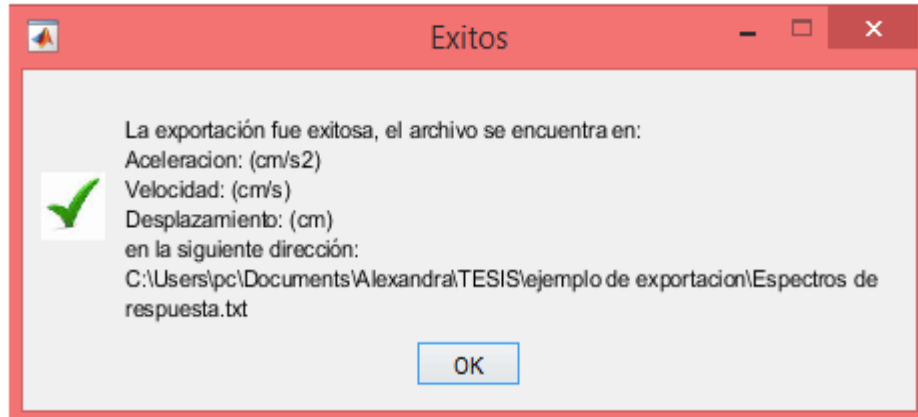 Exitos
La exportación fue exitosa, el archivo se encuentra en:
Aceleracion: (cm/s2)
Velocidad: (cm/s)
Desplazamiento: (cm)
en la siguiente dirección:
C:\Users\pc\Documents\Alexandra\TESIS\ejemplo de exportacion\Espectros de
respuesta.txt
OK